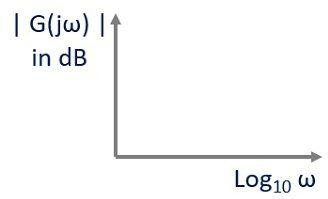 | G(jω) |
in dB
Log₁₀ ω